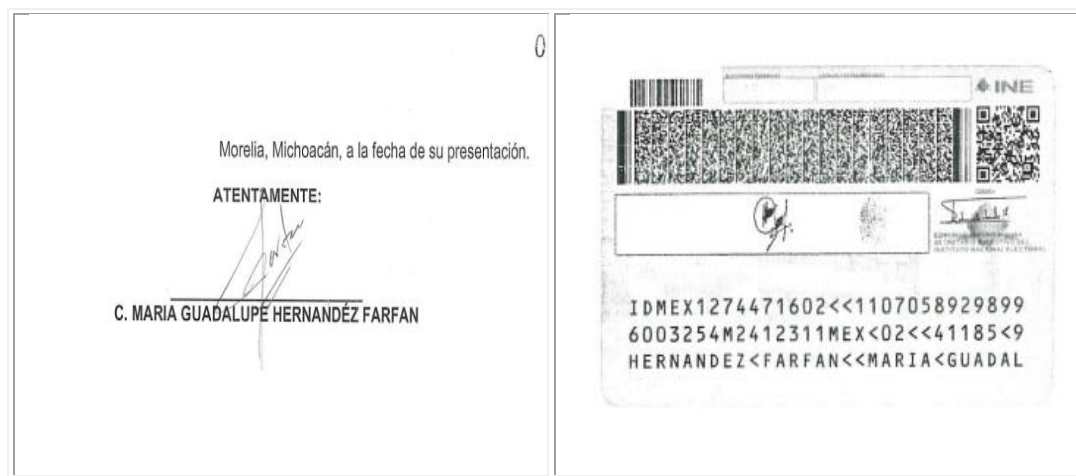 0
Morelia, Michoacán, a la fecha de su presentación.
ATENTAMENTE:
C. MARIA GUADALUPE HERNANDÉZ FARFAN
INE
IDMEX1274471602<<1107058929899
6003254M2412311MEX<02<<41185<9
HERNANDEZ<FARFAN<<MARIA<GUADAL